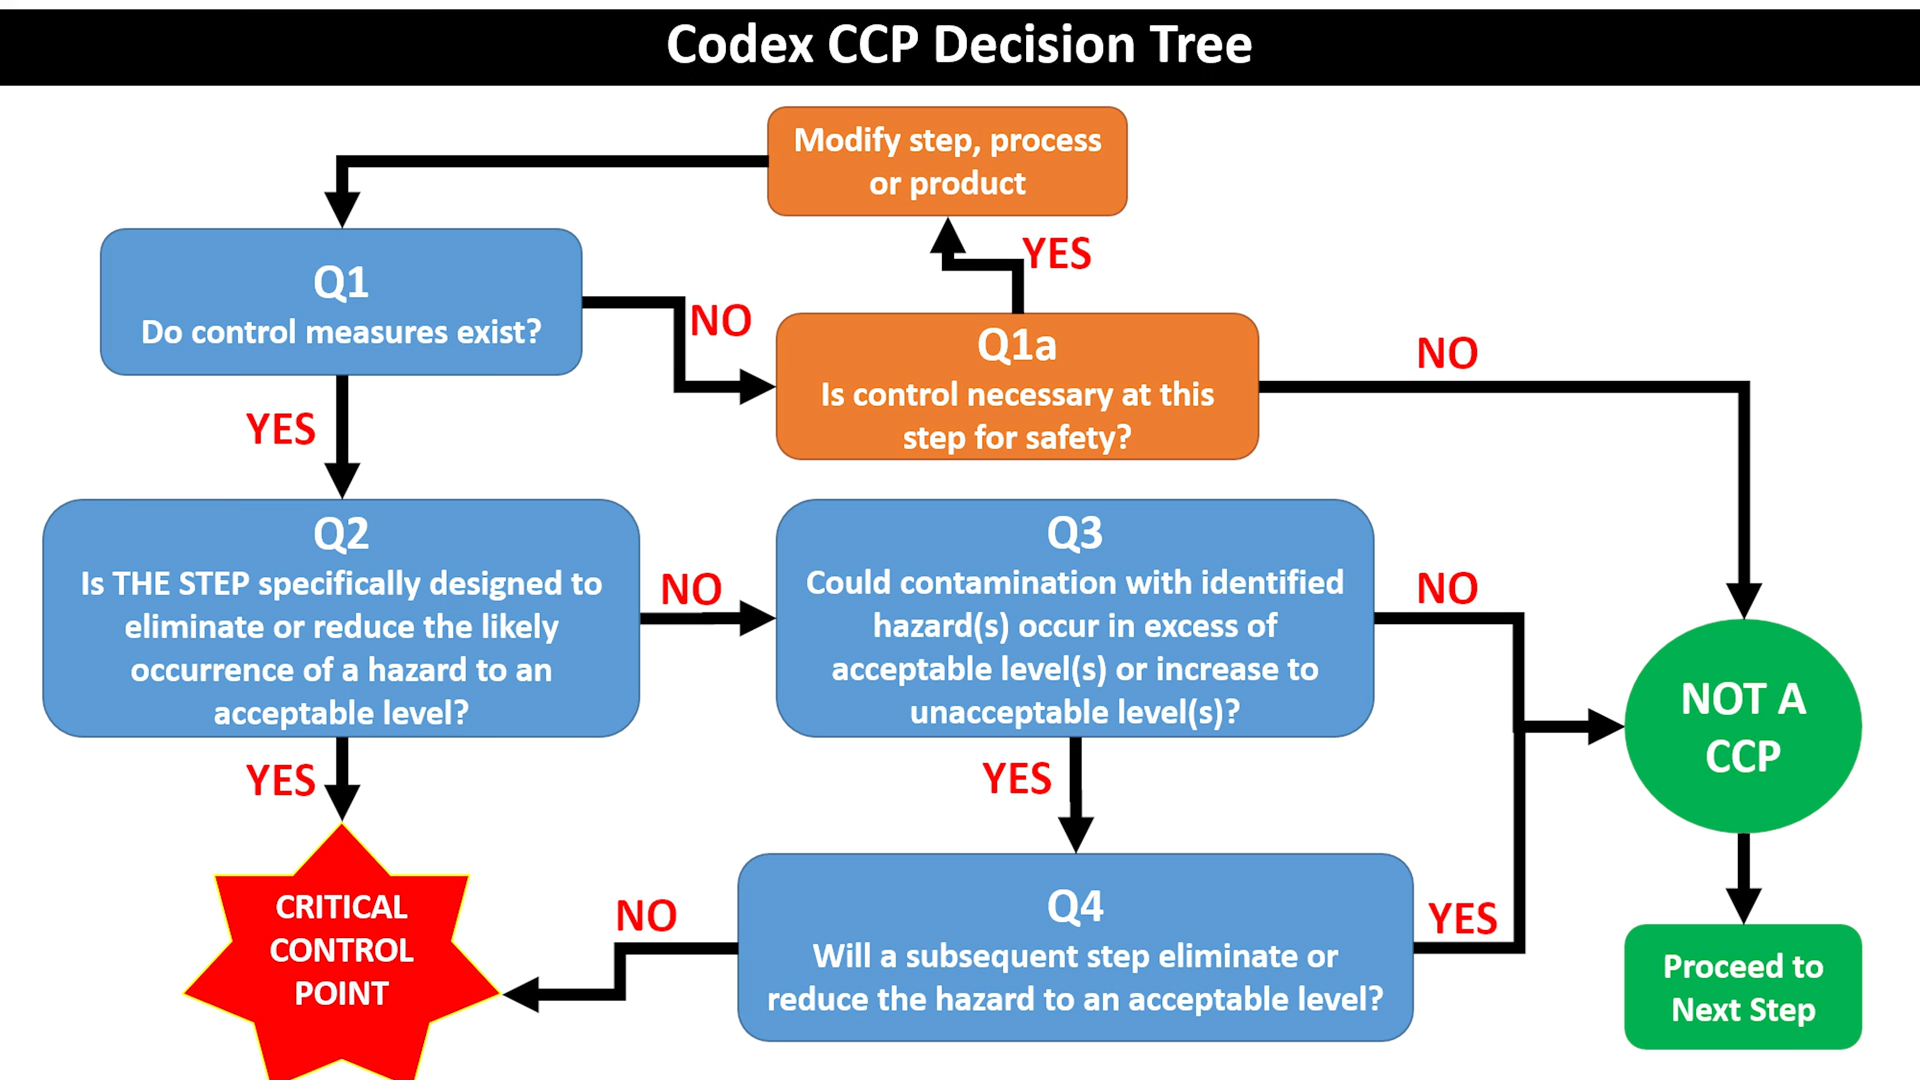 Codex CCP Decision Tree
Modify step, process
or product
YES
Q1
Do control measures exist?
NO
Q1a
Is control necessary at this
step for safety?
NO
YES
Q2
Is THE STEP specifically designed to
eliminate or reduce the likely
occurrence of a hazard to an
acceptable level?
NO
Q3
Could contamination with identified
hazard(s) occur in excess of
acceptable level(s) or increase to
unacceptable level(s)?
NO
NOT A
CCP
YES
YES
CRITICAL
CONTROL
POINT
NO
Q4
Will a subsequent step eliminate or
reduce the hazard to an acceptable level?
YES
Proceed to
Next Step